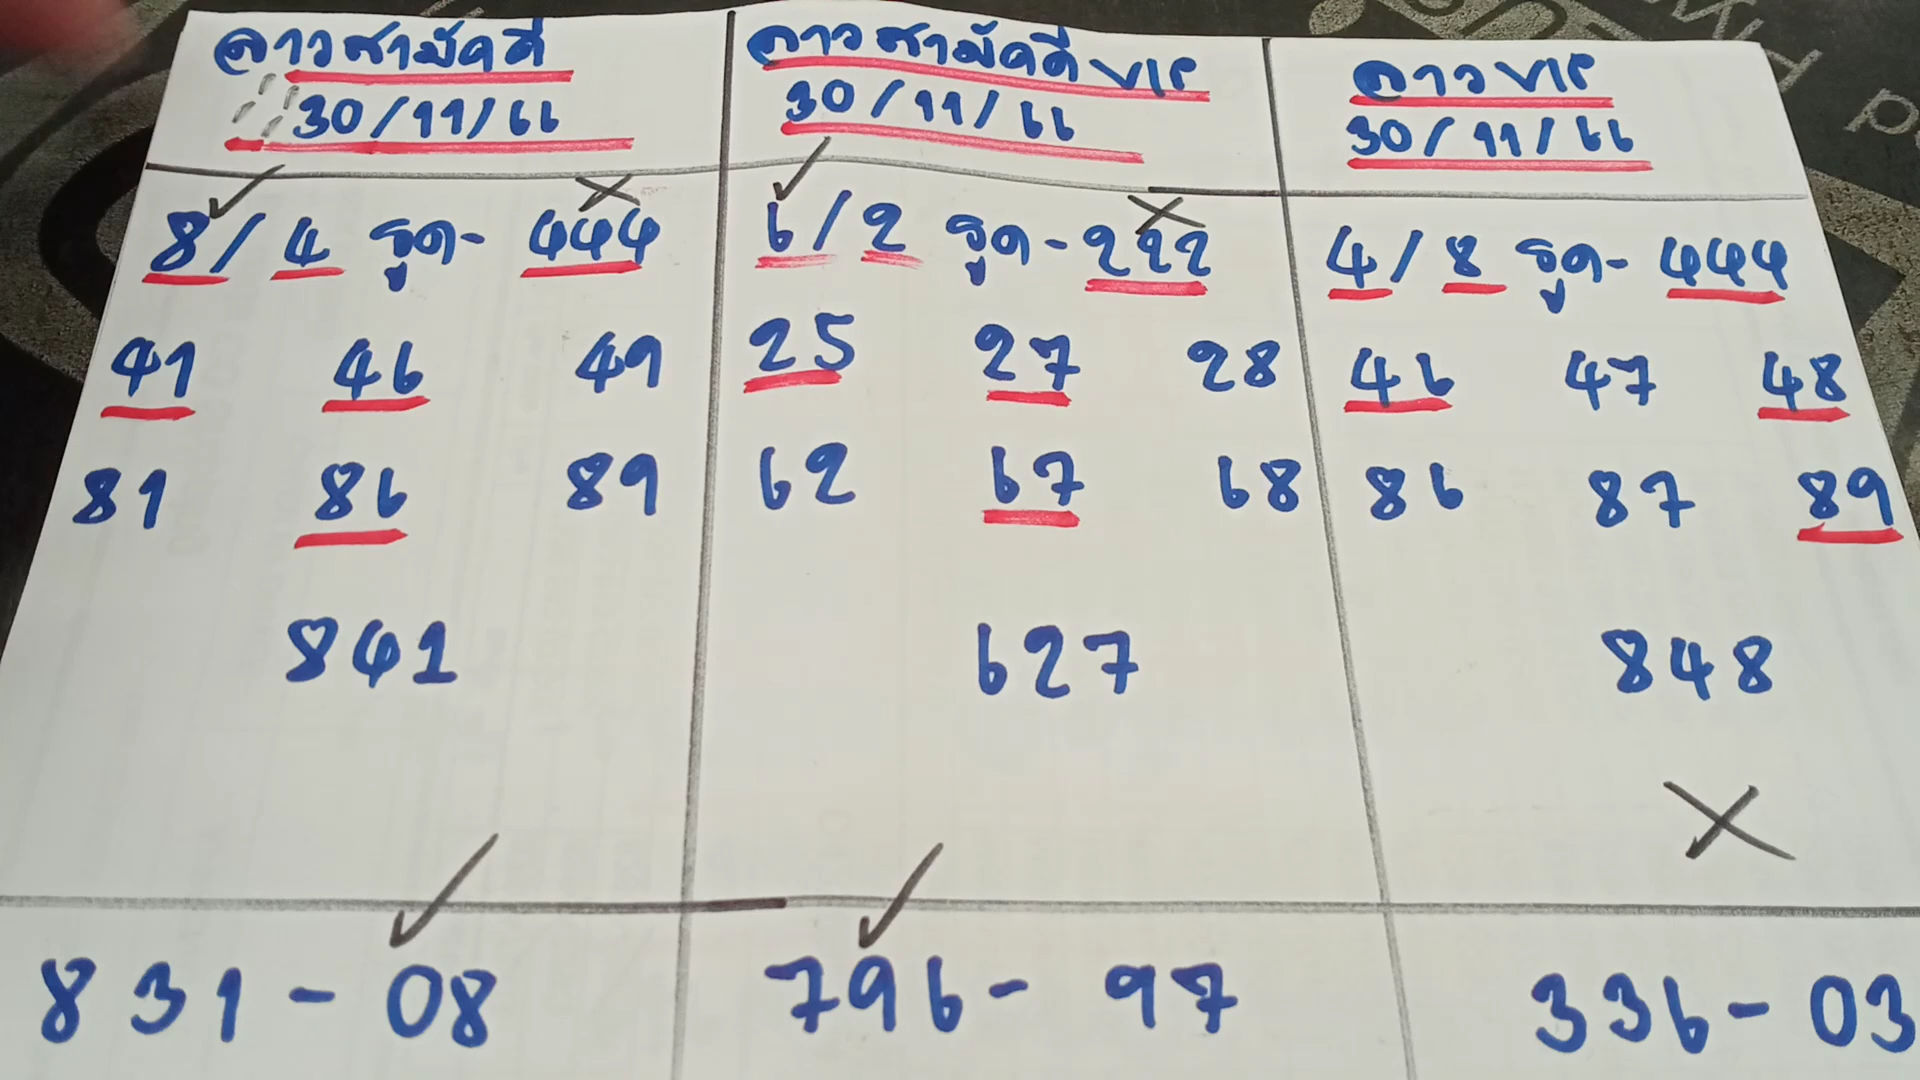 ลาวสามัคคี
30/11/66
8/4 รูด- 444
41 46 49
81 86 89
841
831-08
ลาวสามัคคี VIP
30/11/66
6/2 รูด-222
25 27 28
62 67 68
627
796-97
ลาว VIP
30/11/66
4/8 รูด- 444
46 47 48
86 87 89
848
336-03